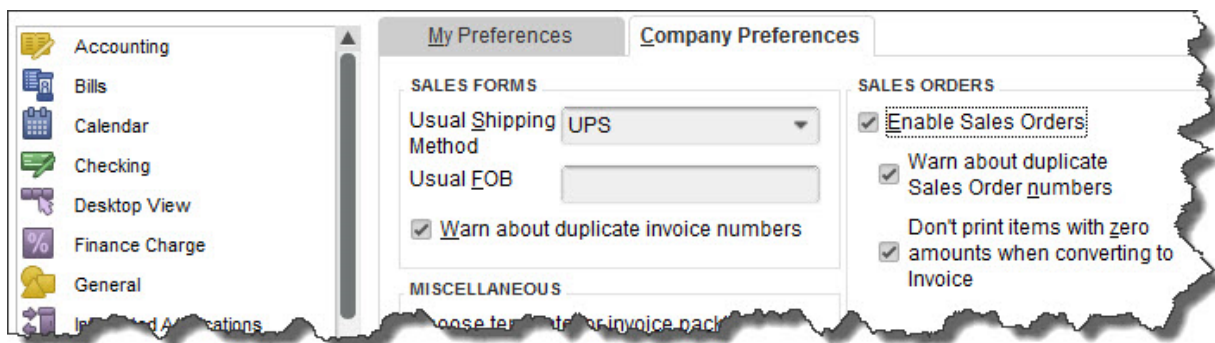 Accounting
Bills
Calendar
Checking
Desktop View
Finance Charge
General
My Preferences
Company Preferences
SALES FORMS
Usual Shipping
Method
UPS
Usual FOB
Warn about duplicate invoice numbers
MISCELLANEOUS
SALES ORDERS
Enable Sales Orders
Warn about duplicate
Sales Order numbers
Don't print items with zero
amounts when converting to
Invoice